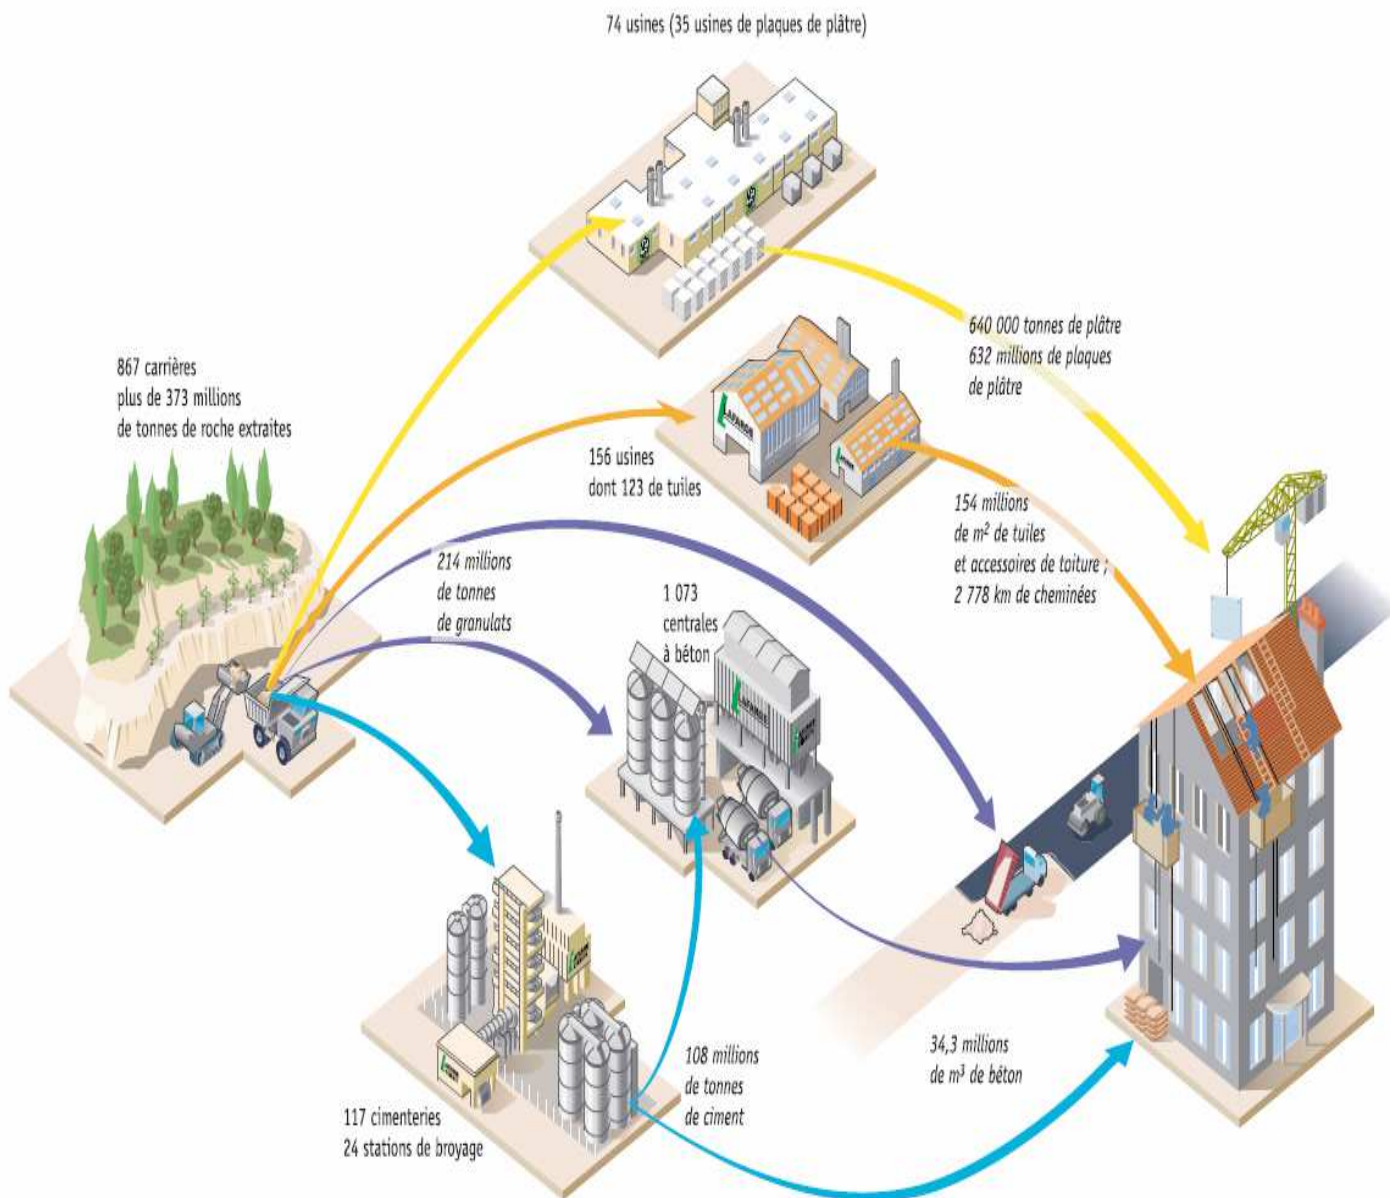 74 usines (35 usines de plaques de plâtre)
640 000 tonnes de plâtre
632 millions de plaques
de plâtre
867 carrières
plus de 373 millions
de tonnes de roche extraites
LAFARGE
156 usines
dont 123 de tuiles
154 millions
de m² de tuiles
et accessoires de toiture ;
2 778 km de cheminées
214 millions
de tonnes
de granulats
1 073
centrales
à béton
LAFARGE
108 millions
de tonnes
de ciment
34,3 millions
de m³ de béton
117 cimenteries
24 stations de broyage